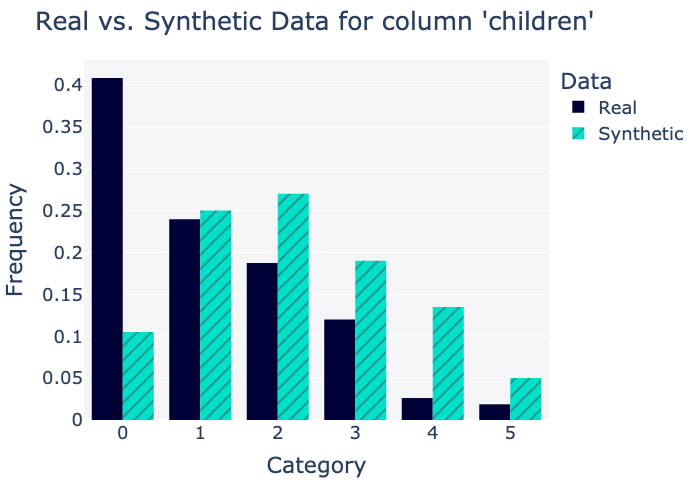 Real vs. Synthetic Data for column 'children'
Data
Real
Synthetic
Frequency
0.4
0.35
0.3
0.25
0.2
0.15
0.1
0.05
0
0 1 2 3 4 5
Category